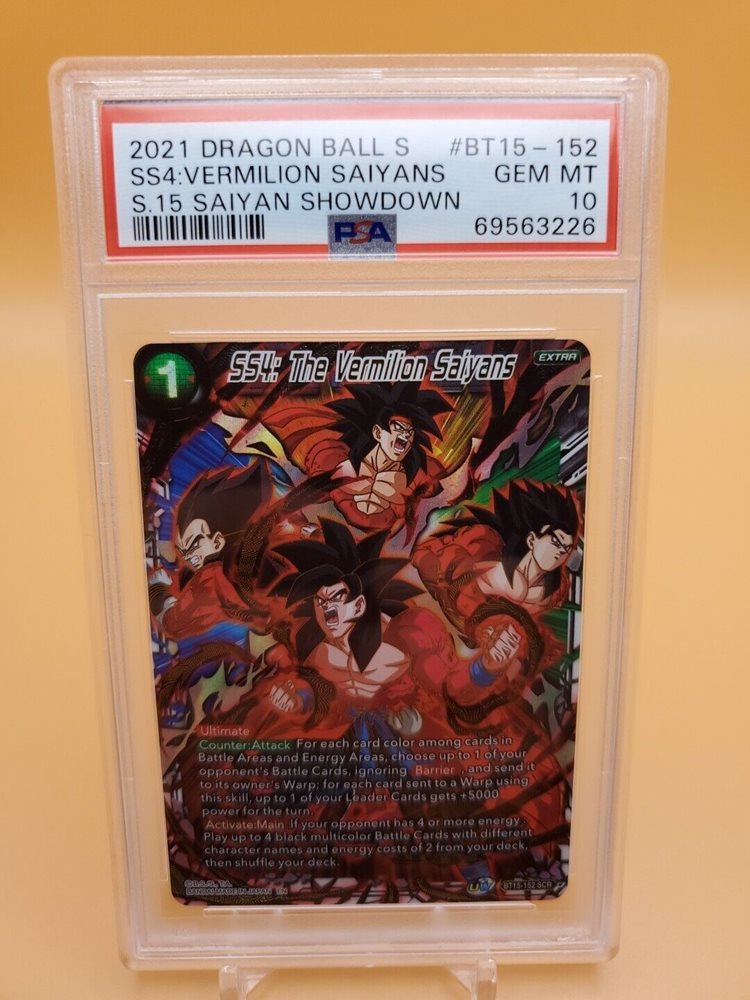 2021 DRAGON BALL S #BT15-152
SS4:VERMILION SAIYANS GEM MT
S.15 SAIYAN SHOWDOWN 10
PSA 69563226
1 SS4: The Vermilion Saiyans EXTRA
Ultimate
Counter:Attack For each card color among cards in
Battle Areas and Energy Areas, choose up to 1 of your
opponent's Battle Cards, ignoring Barrier, and send it
to its owner's Warp; for each card sent to a Warp using
this skill, up to 1 of your Leader Cards gets +5000
power for the turn.
Activate:Main If your opponent has 4 or more energy :
Play up to 4 black multicolor Battle Cards with different
character names and energy costs of 2 from your deck,
then shuffle your deck.
©B.S./S., T.A.
BANDAI MADE IN JAPAN EN UW BT15-152 SCR